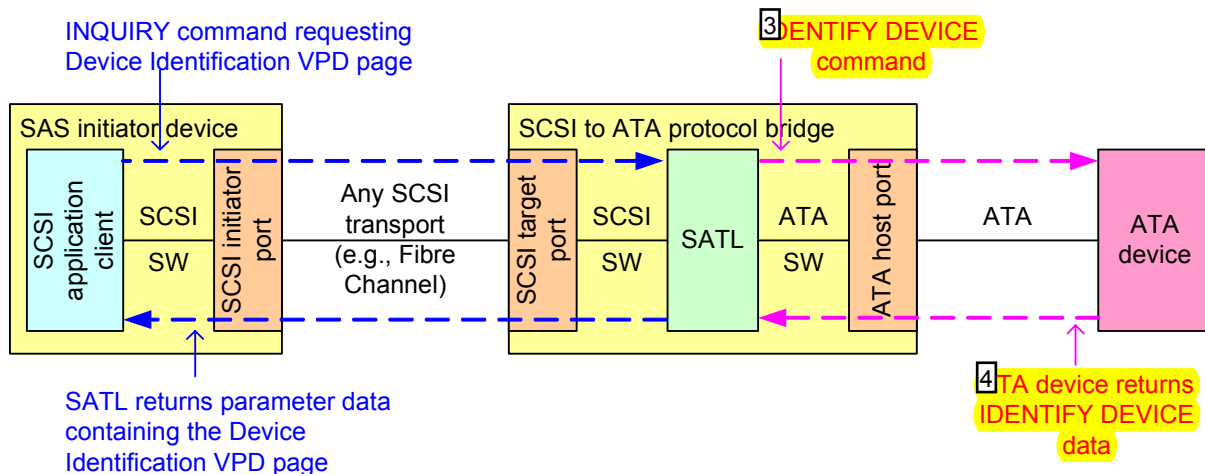 INQUIRY command requesting
Device Identification VPD page
3
DENTIFY DEVICE
command
SAS initiator device
SCSI to ATA protocol bridge
SCSI
application
client
SCSI
SW
SCSI initiator
port
Any SCSI
transport
(e.g., Fibre
Channel)
SCSI target
port
SCSI
SW
SATL
ATA
SW
ATA host port
ATA
ATA
device
SATL returns parameter data
containing the Device
Identification VPD page
4
TA device returns
IDENTIFY DEVICE
data